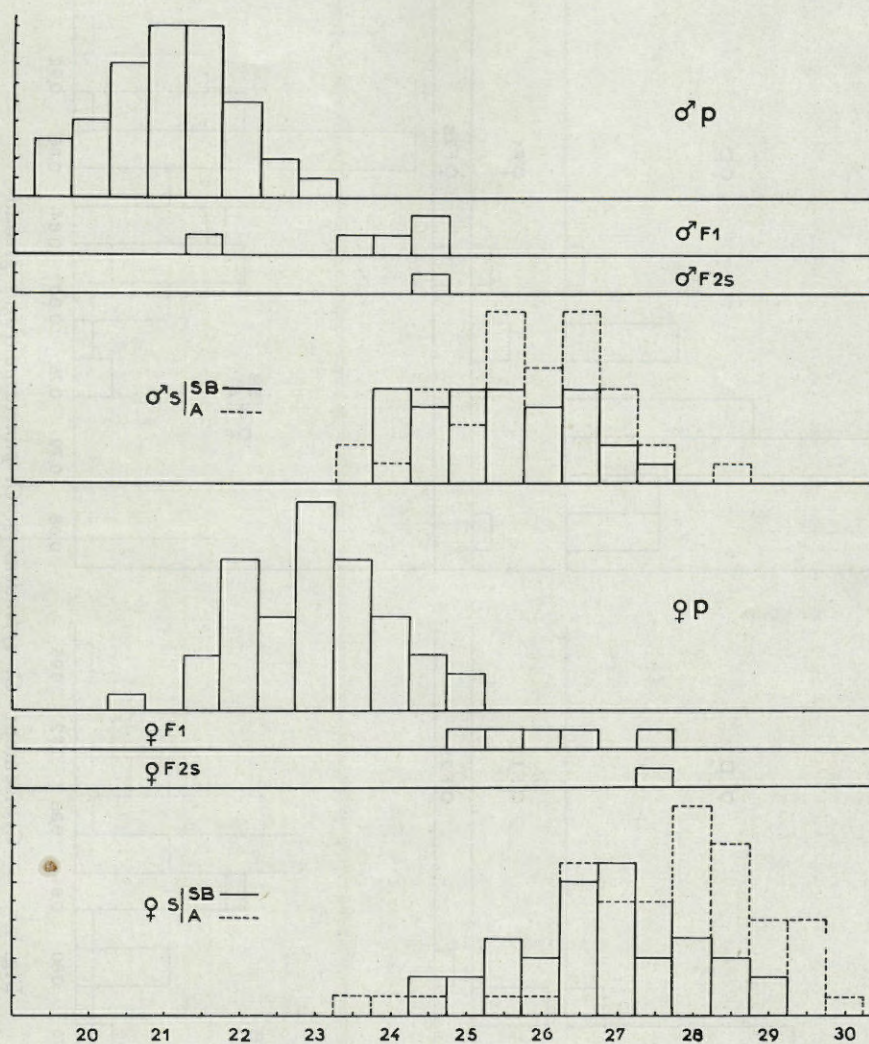 ♂ p
♂ F1
♂ F2s
♂ s | SB
A
♀ p
♀ F1
♀ F2s
♀ s | SB
A
20 21 22 23 24 25 26 27 28 29 30